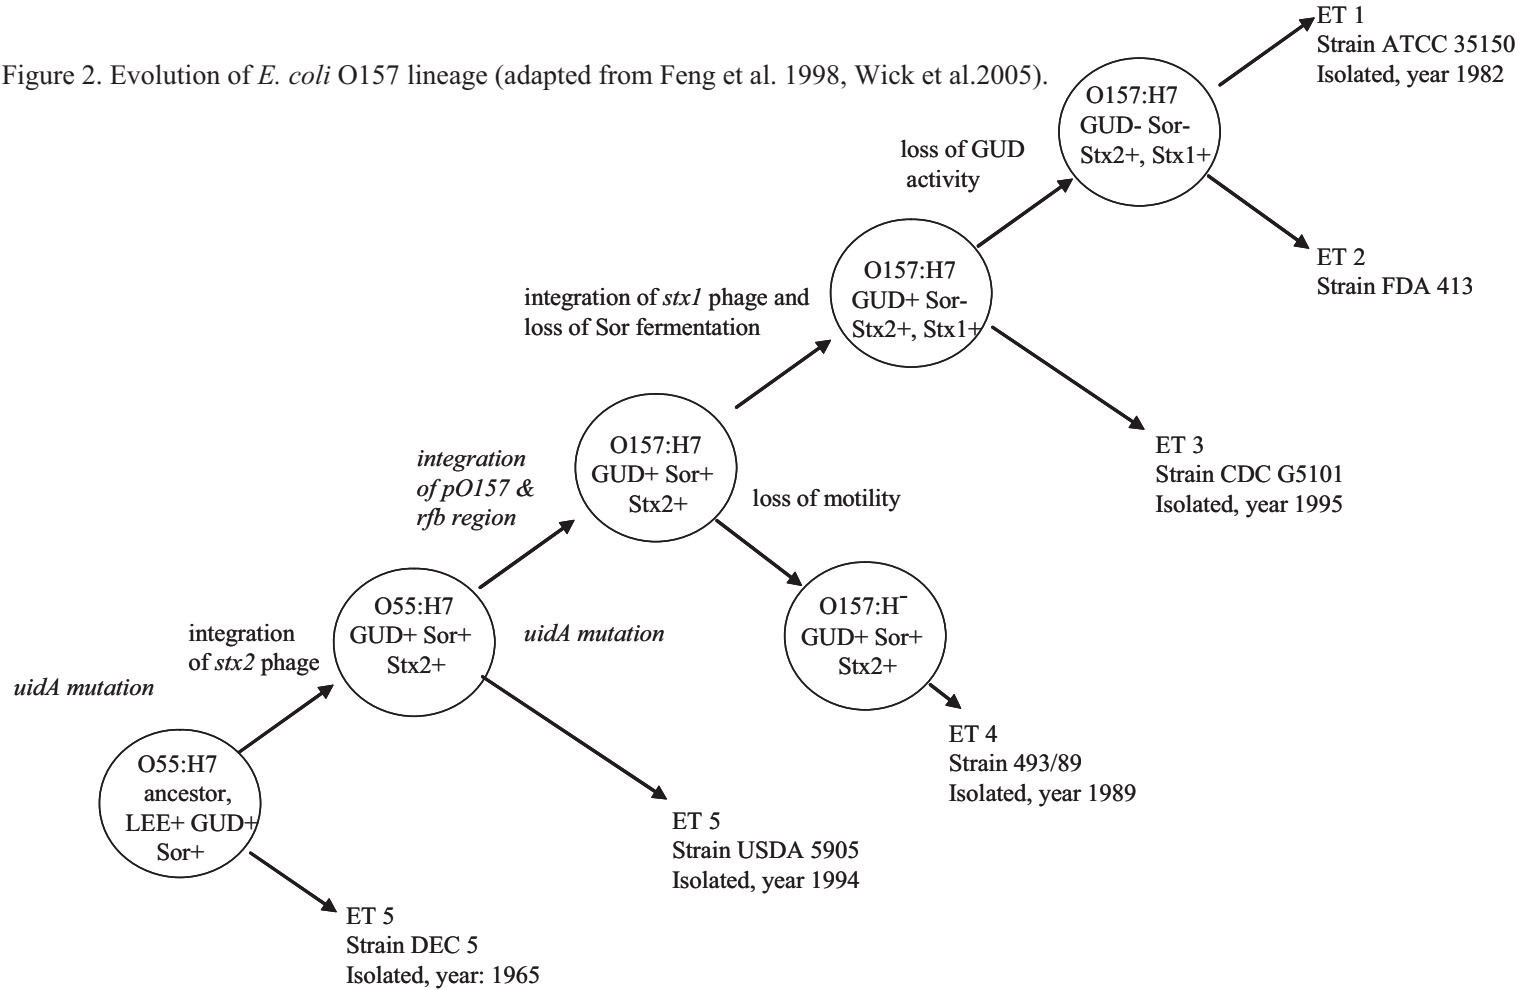 ET 1
Strain ATCC 35150
Isolated, year 1982
Figure 2. Evolution of E. coli O157 lineage (adapted from Feng et al. 1998, Wick et al.2005).
O157:H7
GUD- Sor-
Stx2+, Stx1+
loss of GUD
activity
ET 2
Strain FDA 413
O157:H7
GUD+ Sor-
Stx2+, Stx1+
integration of stx1 phage and
loss of Sor fermentation
ET 3
Strain CDC G5101
Isolated, year 1995
O157:H7
GUD+ Sor+
Stx2+
integration
of pO157 &
rfb region
loss of motility
O157:H⁻
GUD+ Sor+
Stx2+
ET 4
Strain 493/89
Isolated, year 1989
O55:H7
GUD+ Sor+
Stx2+
uidA mutation
integration
of stx2 phage
uidA mutation
ET 5
Strain USDA 5905
Isolated, year 1994
O55:H7
ancestor,
LEE+ GUD+
Sor+
ET 5
Strain DEC 5
Isolated, year: 1965